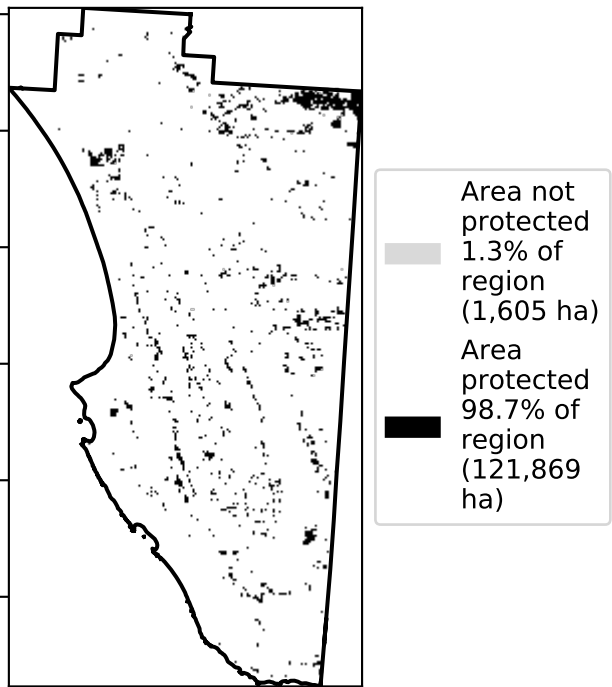 Area not
protected
1.3% of
region
(1,605 ha)
Area
protected
98.7% of
region
(121,869
ha)